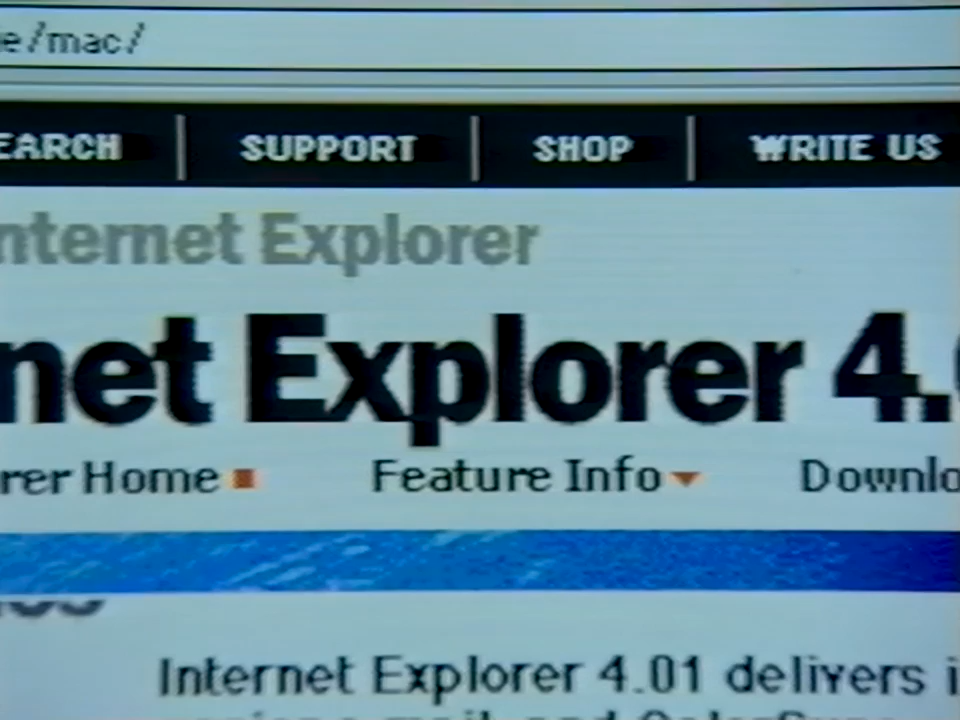 e/mac/
EARCH SUPPORT SHOP WRITE US
nternet Explorer
net Explorer 4.
rer Home Feature Info Downlo
Internet Explorer 4.01 delivers i